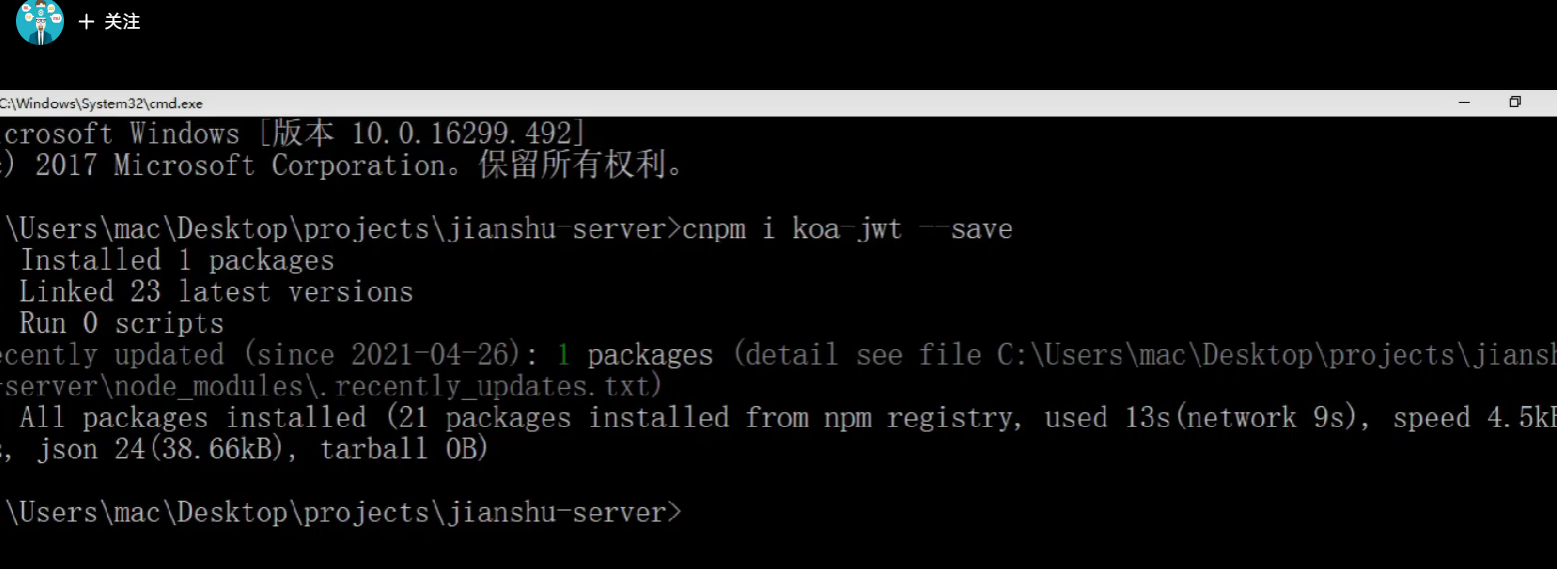 + 关注
C:\Windows\System32\cmd.exe
icrosoft Windows [版本 10.0.16299.492]
c) 2017 Microsoft Corporation。保留所有权利。
\Users\mac\Desktop\projects\jianshu-server>cnpm i koa-jwt --save
Installed 1 packages
Linked 23 latest versions
Run 0 scripts
ecently updated (since 2021-04-26): 1 packages (detail see file C:\Users\mac\Desktop\projects\jiansh
-server\node_modules\.recently_updates.txt)
All packages installed (21 packages installed from npm registry, used 13s(network 9s), speed 4.5kB
s, json 24(38.66kB), tarball 0B)
\Users\mac\Desktop\projects\jianshu-server>